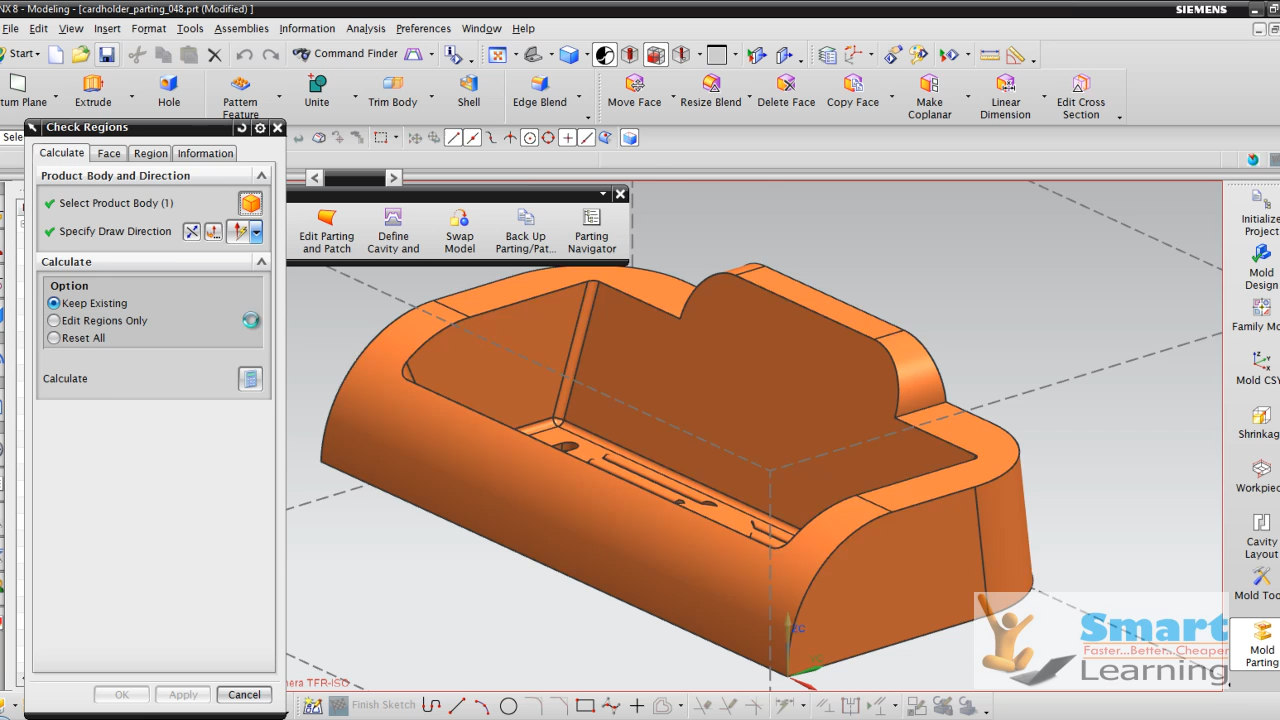 NX 8 - Modeling - [cardholder_parting_048.prt (Modified) ]
SIEMENS
File Edit View Insert Format Tools Assemblies Information Analysis Preferences Window Help
Start
Command Finder
Extrude
Hole
Pattern
Feature
Unite
Trim Body
Shell
Edge Blend
Move Face
Resize Blend
Delete Face
Copy Face
Make
Coplanar
Linear
Dimension
Edit Cross
Section
Check Regions
Calculate Face Region Information
Product Body and Direction
Select Product Body (1)
Specify Draw Direction
Calculate
Option
Keep Existing
Edit Regions Only
Reset All
Calculate
OK Apply Cancel
Edit Parting
and Patch
Define
Cavity and
Swap
Model
Back Up
Parting/Pat...
Parting
Navigator
Initialize
Project
Mold
Design
Family Mo
Mold CSY
Shrinkag
Workpiec
Cavity
Layout
Mold Too
Mold
Parting
ZC
Smart
Faster...Better...Cheaper
Learning
Finish Sketch